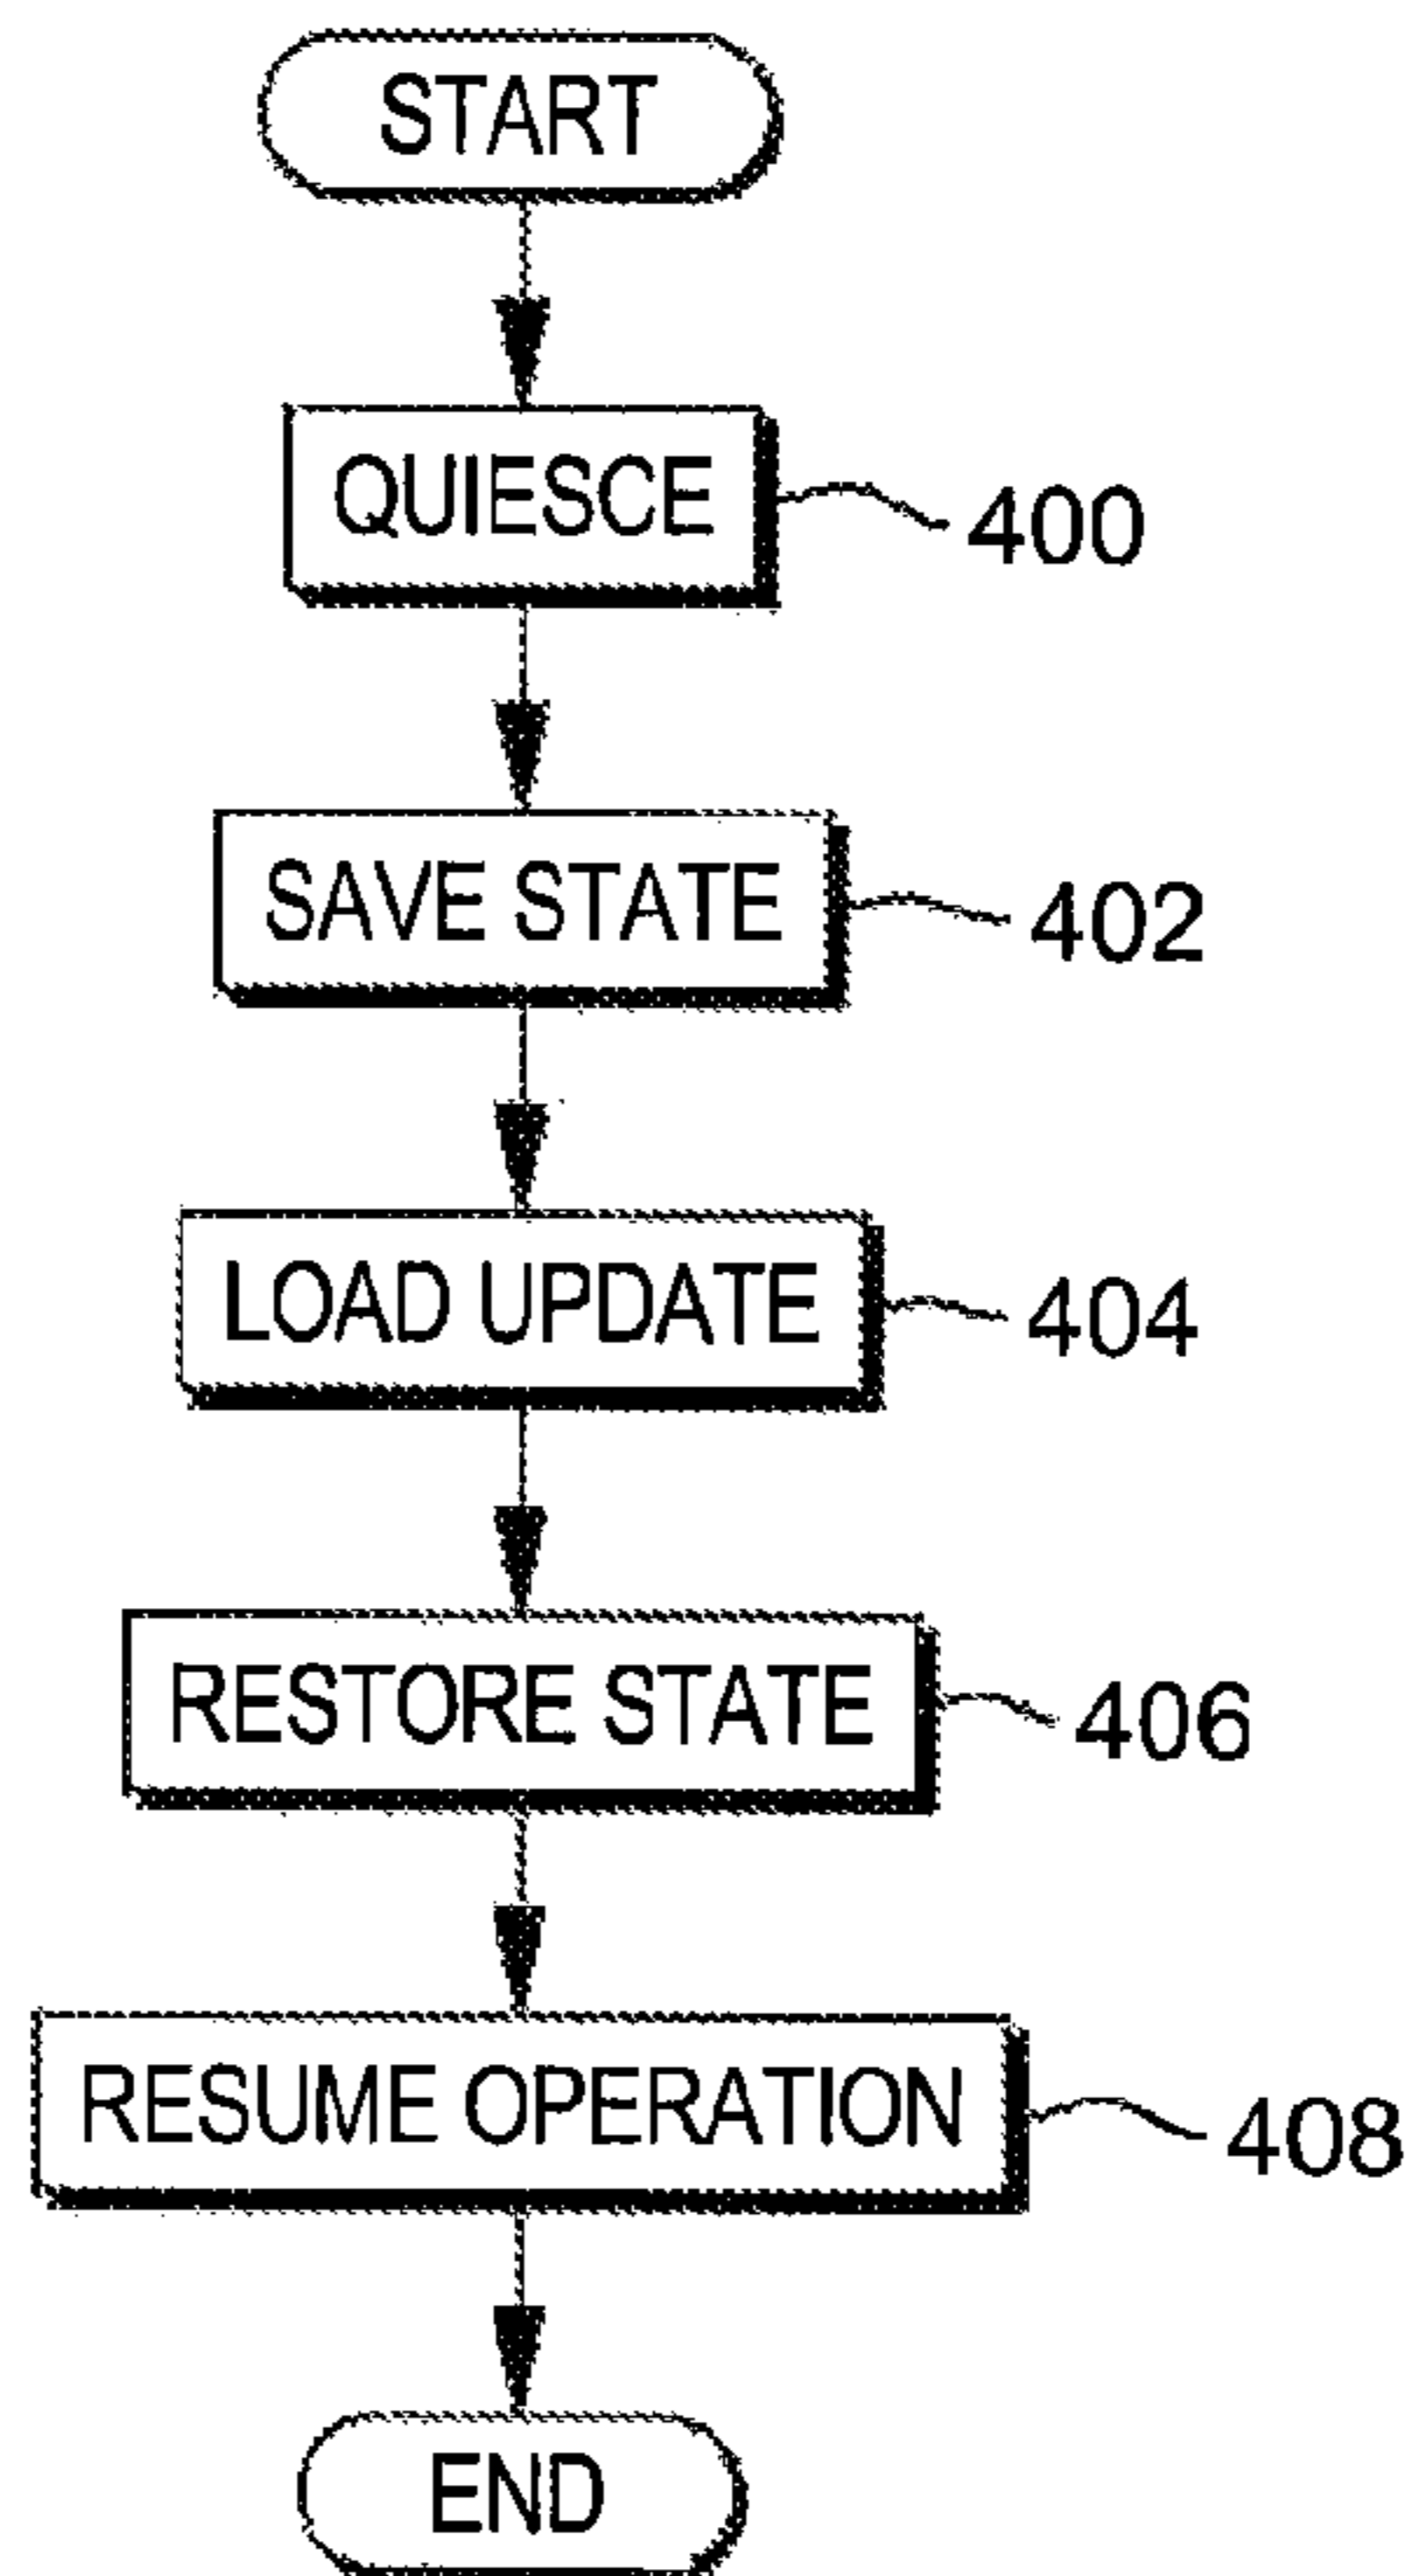 START
QUIESCE
400
SAVE STATE
402
LOAD UPDATE
404
RESTORE STATE
406
RESUME OPERATION
408
END